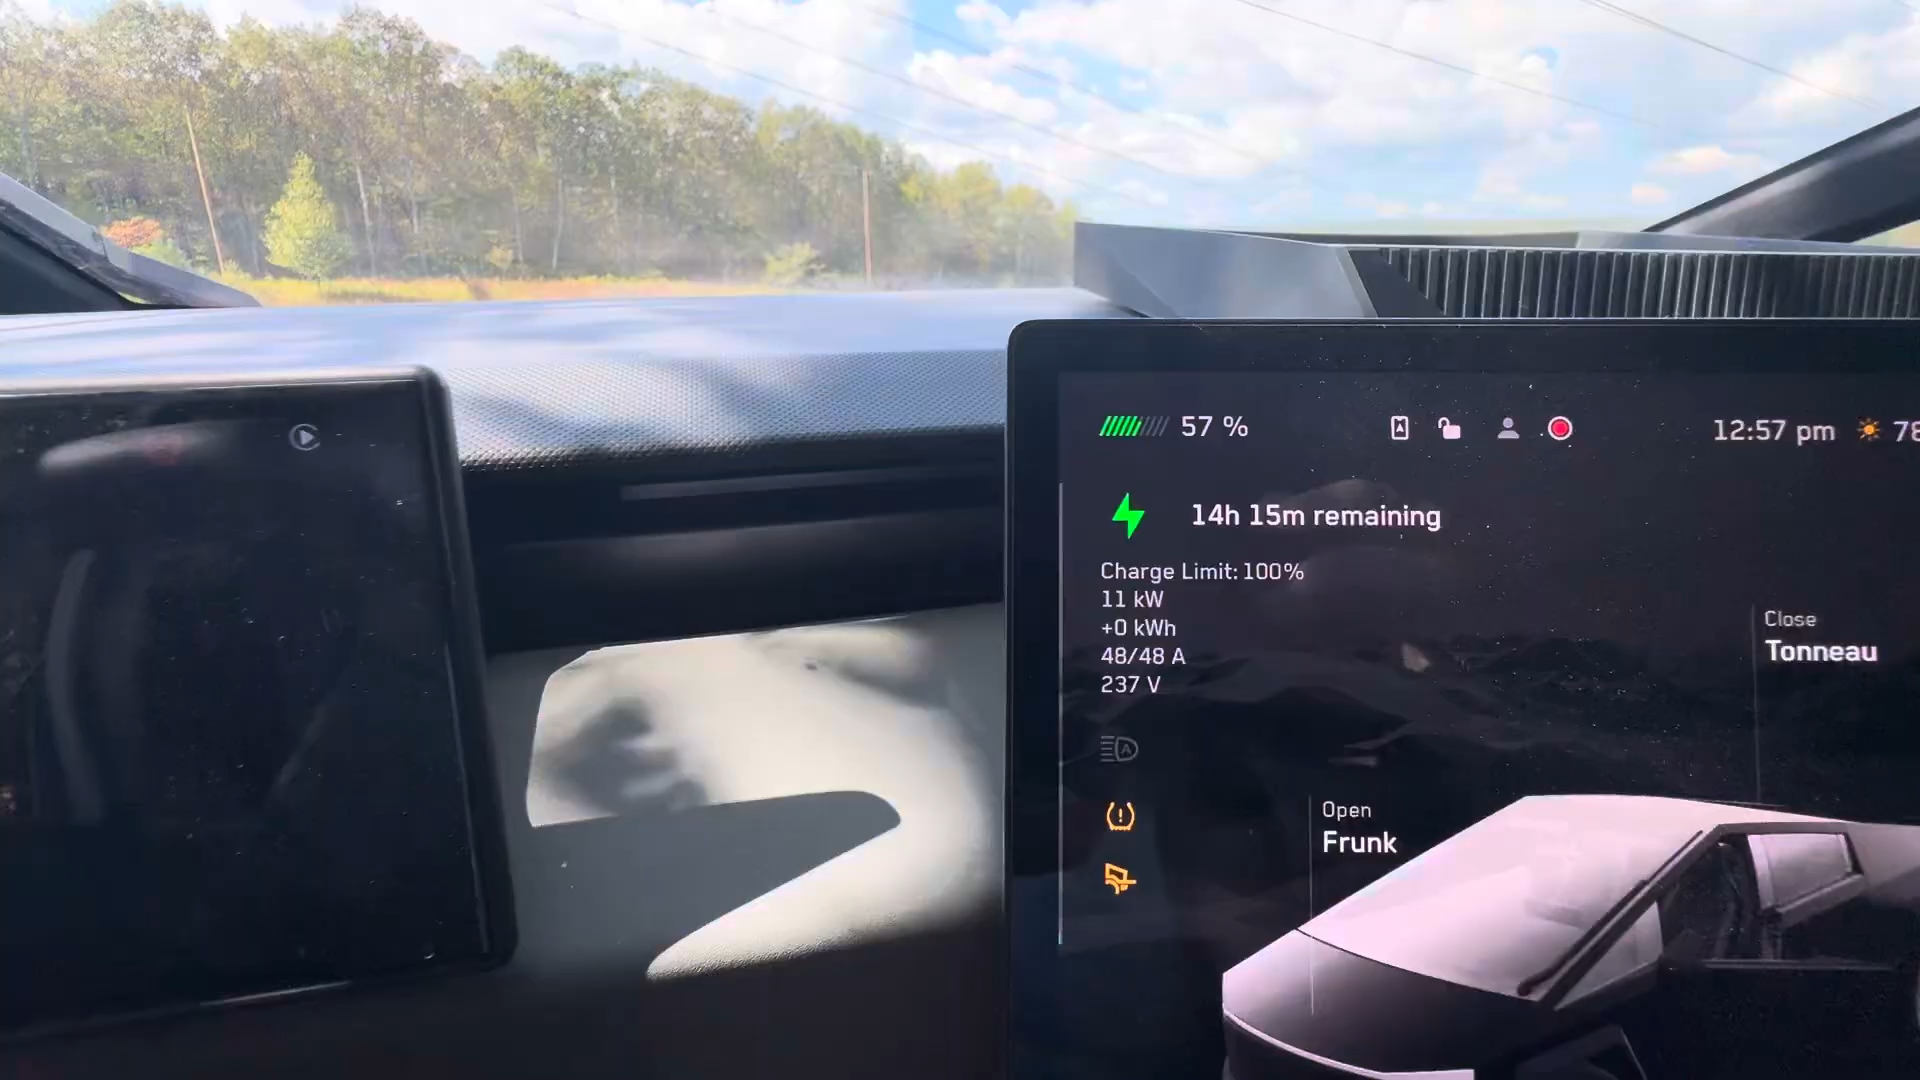 57 %
12:57 pm
78
14h 15m remaining
Charge Limit: 100%
11 kW
+0 kWh
48/48 A
237 V
Close
Tonneau
Open
Frunk